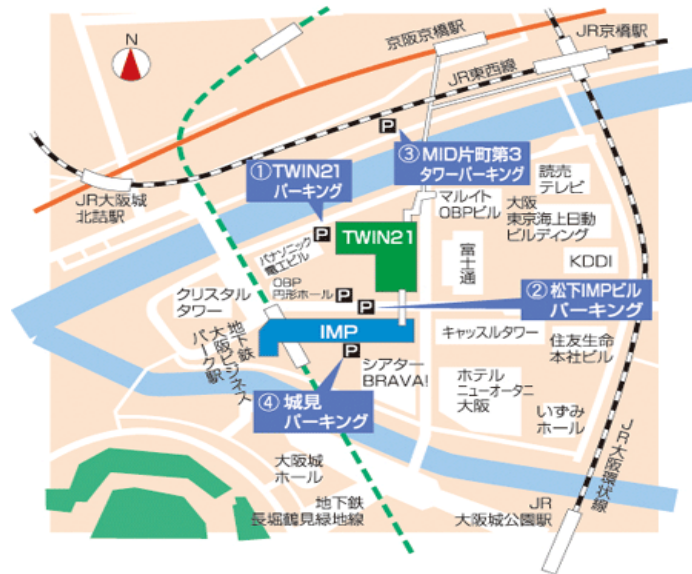 N
京阪京橋駅
JR京橋駅
JR東西線
③MID片町第3
タワーパーキング
①TWIN21
パーキング
JR大阪城
北詰駅
マルイト
OBPビル
読売
テレビ
大阪
東京海上日動
ビルディング
TWIN21
パナソニック
電工ビル
富士通
KDDI
OBP
円形ホール
クリスタル
タワー
②松下IMPビル
パーキング
IMP
キャッスルタワー
住友生命
本社ビル
地下鉄
大阪ビジネス
パーク駅
シアター
BRAVA!
④城見
パーキング
ホテル
ニューオータニ
大阪
いずみ
ホール
JR大阪環状線
大阪城
ホール
地下鉄
長堀鶴見緑地線
JR
大阪城公園駅
P
P
P
P
P